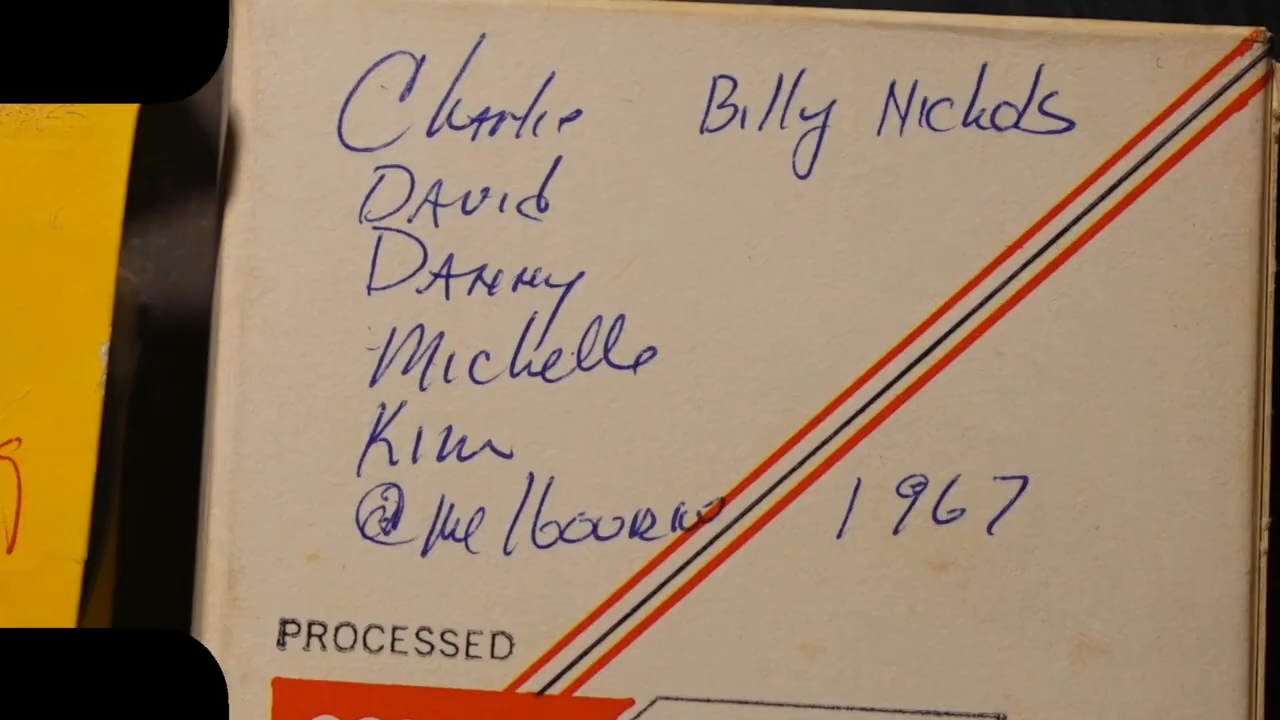 Charlie Billy Nichols
DAVID
DANNY
Michelle
Kim
@melbourne 1967
PROCESSED